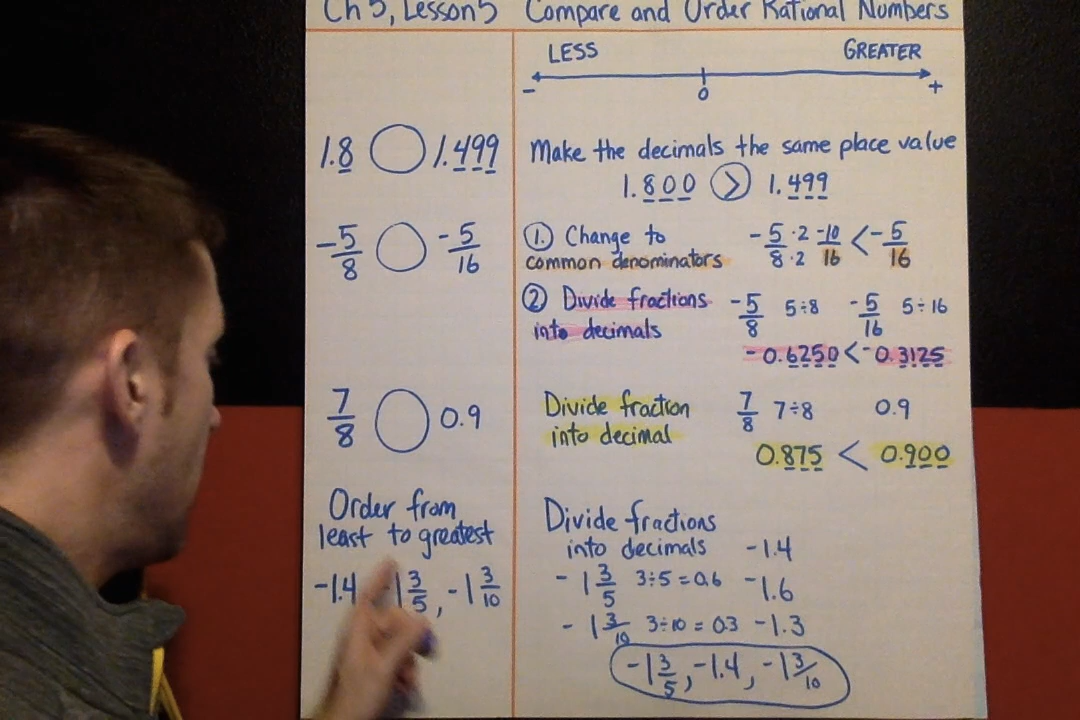 Ch 5, Lesson 5 Compare and Order Rational Numbers
LESS GREATER
- 0 +
1.8 ○ 1.499
Make the decimals the same place value
1.800 > 1.499
-5/8 ○ -5/16
1. Change to
common denominators
-5/8 ·2/·2 -10/16 < -5/16
2 Divide fractions
into decimals
-5/8 5÷8 -5/16 5÷16
-0.6250 < -0.3125
7/8 ○ 0.9
Divide fraction
into decimal
7/8 7÷8 0.9
0.875 < 0.900
Order from
least to greatest
-1.4 -1 3/5, -1 3/10
Divide fractions
into decimals -1.4
-1 3/5 3÷5=0.6 -1.6
-1 3/10 3÷10=0.3 -1.3
-1 3/5, -1.4, -1 3/10